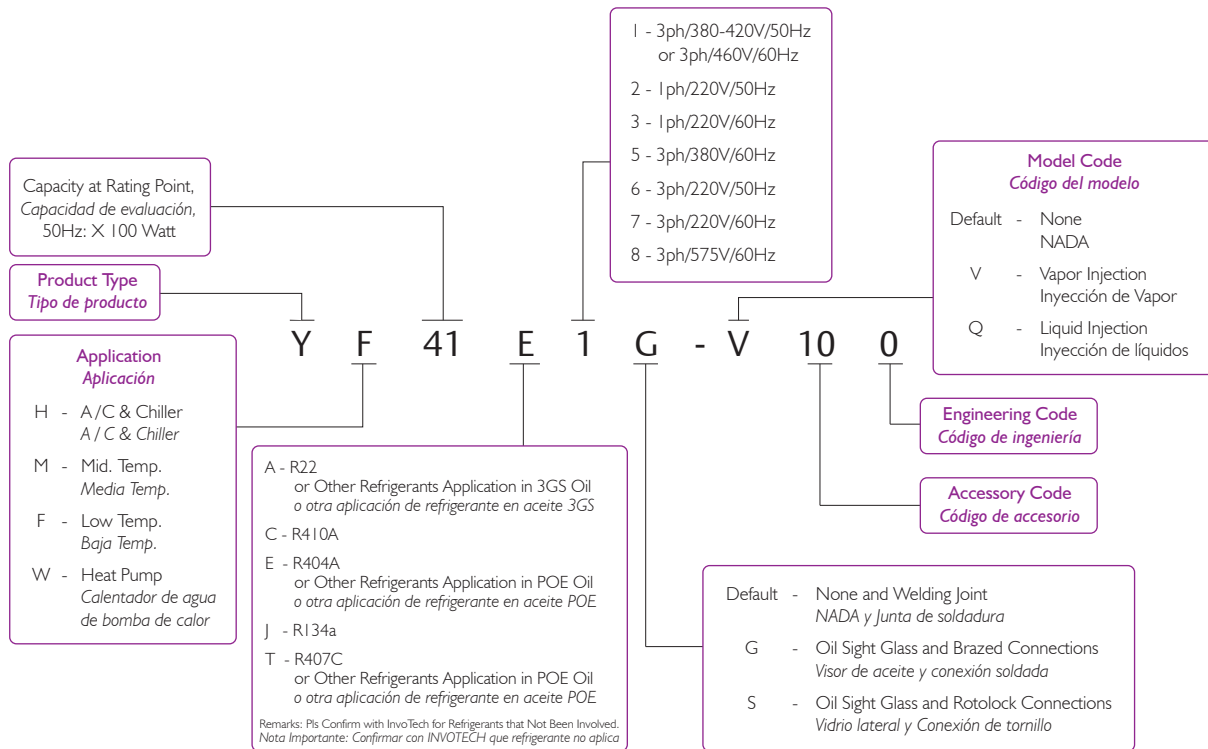 1 - 3ph/380-420V/50Hz
or 3ph/460V/60Hz
2 - 1ph/220V/50Hz
3 - 1ph/220V/60Hz
5 - 3ph/380V/60Hz
6 - 3ph/220V/50Hz
7 - 3ph/220V/60Hz
8 - 3ph/575V/60Hz
Capacity at Rating Point,
Capacidad de evaluación,
50Hz: X 100 Watt
Product Type
Tipo de producto
Model Code
Código del modelo
Default - None
NADA
V - Vapor Injection
Inyección de Vapor
Q - Liquid Injection
Inyección de líquidos
Y F 41 E 1 G - V 10 0
Application
Aplicación
H - A/C & Chiller
A/C & Chiller
M - Mid. Temp.
Media Temp.
F - Low Temp.
Baja Temp.
W - Heat Pump
Calentador de agua
de bomba de calor
A - R22
or Other Refrigerants Application in 3GS Oil
o otra aplicación de refrigerante en aceite 3GS
C - R410A
E - R404A
or Other Refrigerants Application in POE Oil
o otra aplicación de refrigerante en aceite POE
J - R134a
T - R407C
or Other Refrigerants Application in POE Oil
o otra aplicación de refrigerante en aceite POE
Remarks: Pls Confirm with InvoTech for Refrigerants that Not Been Involved.
Nota Importante: Confirmar con INVOTECH que refrigerante no aplica
Engineering Code
Código de ingeniería
Accessory Code
Código de accesorio
Default - None and Welding Joint
NADA y Junta de soldadura
G - Oil Sight Glass and Brazed Connections
Visor de aceite y conexión soldada
S - Oil Sight Glass and Rotolock Connections
Vidrio lateral y Conexión de tornillo